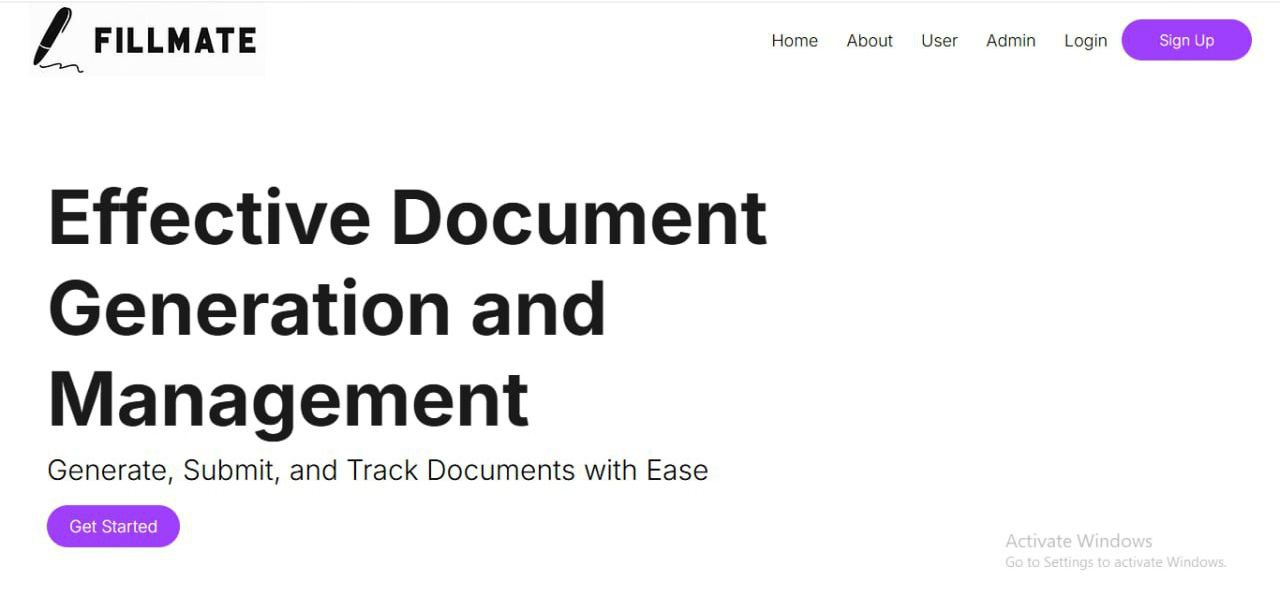 FILLMATE
Home About User Admin Login Sign Up
Effective Document
Generation and
Management
Generate, Submit, and Track Documents with Ease
Get Started
Activate Windows
Go to Settings to activate Windows.